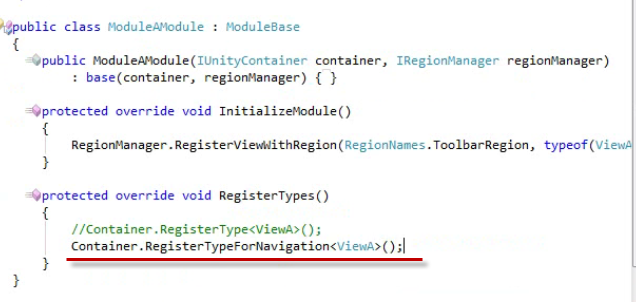 public class ModuleAModule : ModuleBase
{
public ModuleAModule(IUnityContainer container, IRegionManager regionManager)
: base(container, regionManager) { }
protected override void InitializeModule()
{
RegionManager.RegisterViewWithRegion(RegionNames.ToolbarRegion, typeof(ViewA
}
protected override void RegisterTypes()
{
//Container.RegisterType<ViewA>();
Container.RegisterTypeForNavigation<ViewA>();
}
}